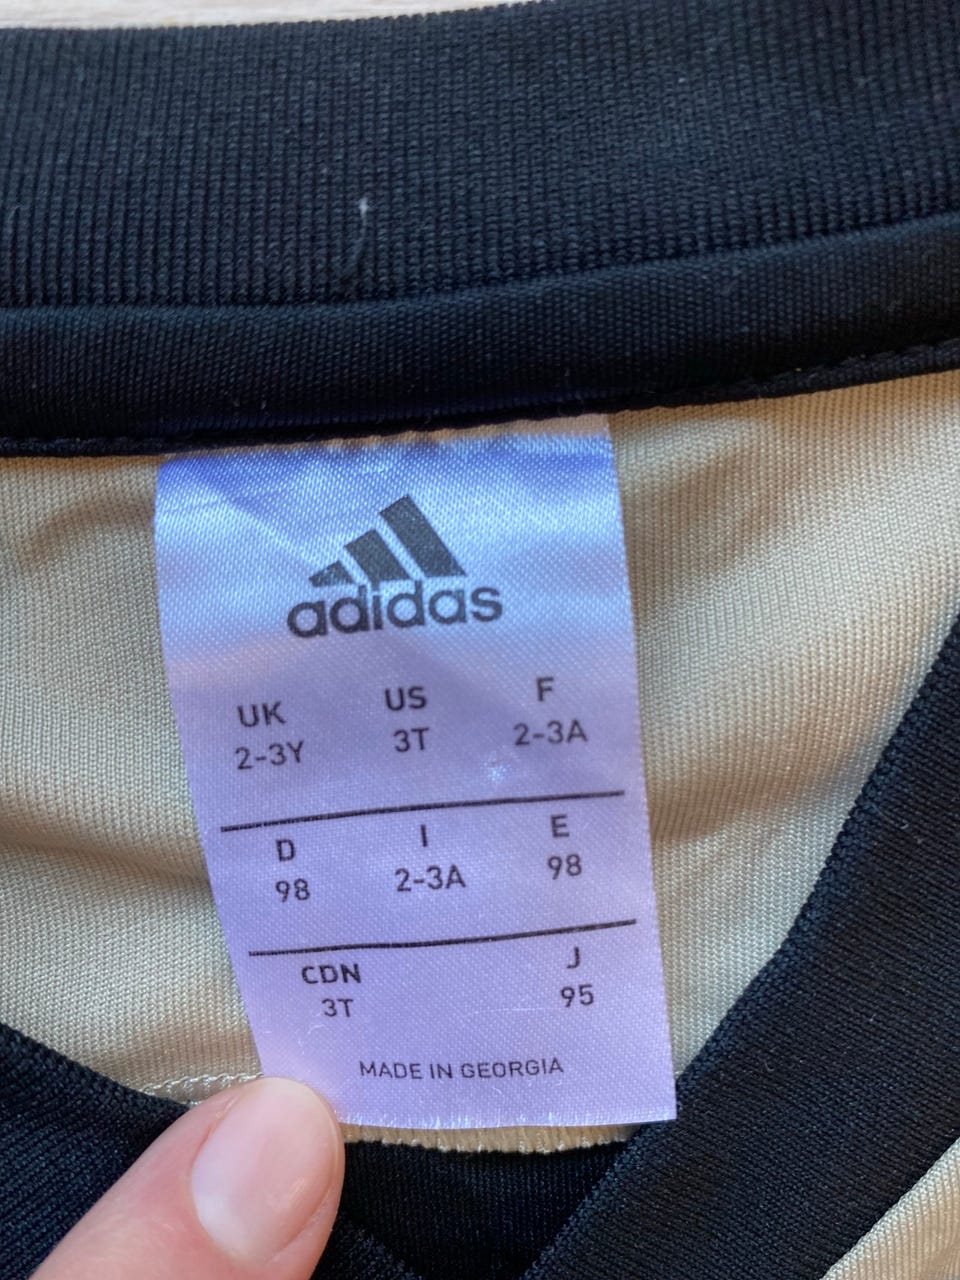 adidas
UK US F
2-3Y 3T 2-3A
D I E
98 2-3A 98
CDN J
3T 95
MADE IN GEORGIA